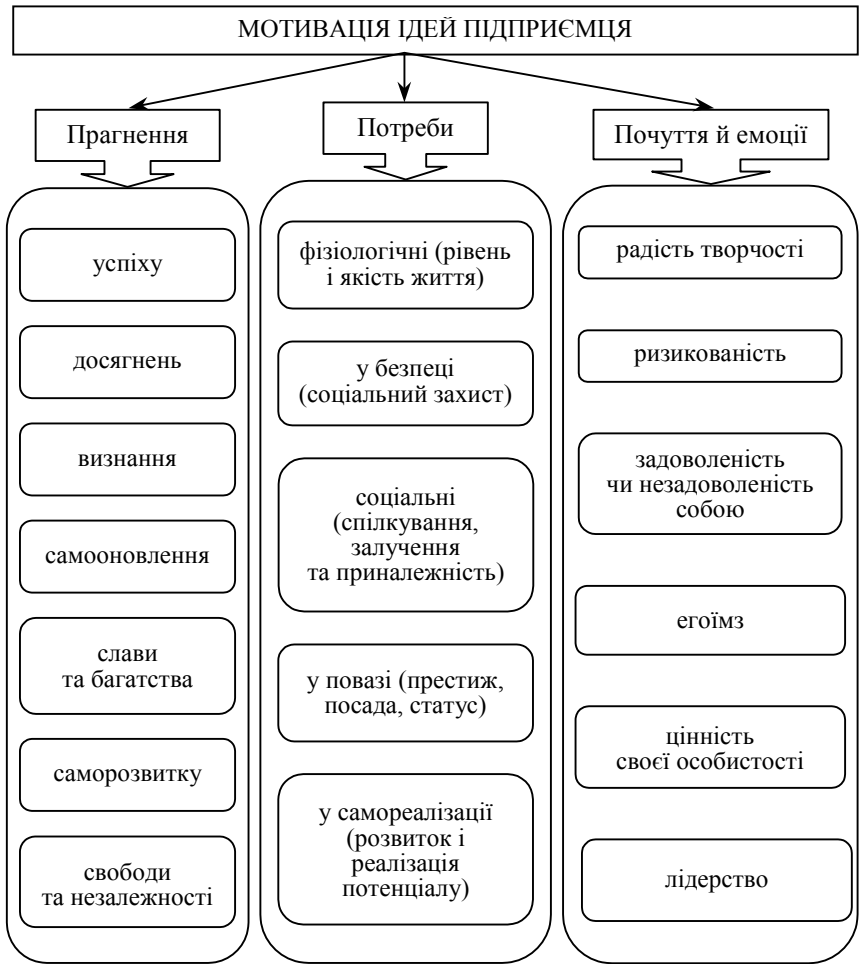 МОТИВАЦІЯ ІДЕЙ ПІДПРИЄМЦЯ
Прагнення
успіху
досягнень
визнання
самооновлення
слави
та багатства
саморозвитку
свободи
та незалежності
Потреби
фізіологічні (рівень
і якість життя)
у безпеці
(соціальний захист)
соціальні
(спілкування,
залучення
та приналежність)
у повазі (престиж,
посада, статус)
у самореалізації
(розвиток і
реалізація
потенціалу)
Почуття й емоції
радість творчості
ризикованість
задоволеність
чи незадоволеність
собою
егоїмз
цінність
своєї особистості
лідерство